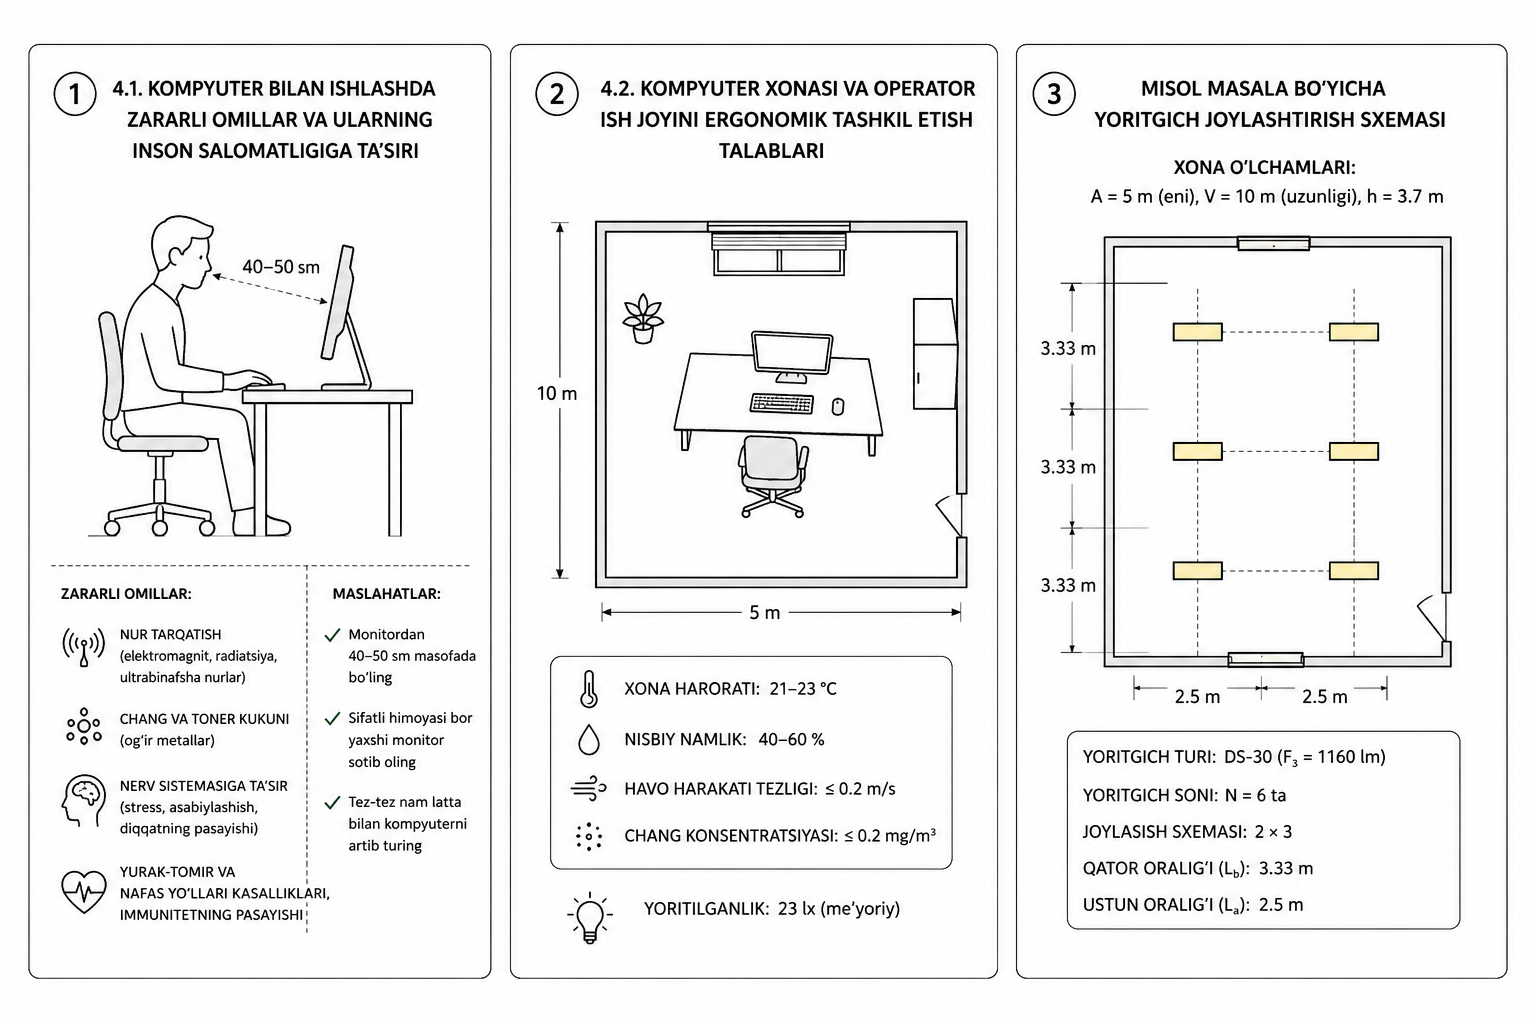 1
4.1. KOMPYUTER BILAN ISHLASHDA
ZARARLI OMILLAR VA ULARNING
INSON SALOMATLIGIGA TA’SIRI
40–50 sm
ZARARLI OMILLAR:
NUR TARQATISH
(elektromagnit, radiatsiya,
ultrabinafsha nurlar)
CHANG VA TONER KUKUNI
(og‘ir metallar)
NERV SISTEMASIGA TA’SIR
(stress, asabiylashish,
diqqatning pasayishi)
YURAK-TOMIR VA
NAFAS YO‘LLARI KASALLIKLARI,
IMMUNITETNING PASAYISHI
MASLAHATLAR:
Monitordan
40–50 sm masofada
bo‘ling
Sifatli himoyasi bor
yaxshi monitor
sotib oling
Tez-tez nam latta
bilan kompyuterni
artib turing
2
4.2. KOMPYUTER XONASI VA OPERATOR
ISH JOYINI ERGONOMIK TASHKIL ETISH
TALABLARI
10 m
5 m
XONA HARORATI: 21–23 °C
NISBIY NAMLIK: 40–60 %
HAVO HARAKATI TEZLIGI: ≤ 0.2 m/s
CHANG KONSENTRATSIYASI: ≤ 0.2 mg/m³
YORITILGANLIK: 23 lx (me’yoriy)
3
MISOL MASALA BO‘YICHA
YORITGICH JOYLASHTIRISH SXEMASI
XONA O‘LCHAMLARI:
A = 5 m (eni), V = 10 m (uzunligi), h = 3.7 m
3.33 m
3.33 m
3.33 m
2.5 m
2.5 m
YORITGICH TURI: DS-30 (F₃ = 1160 lm)
YORITGICH SONI: N = 6 ta
JOYLASISH SXEMASI: 2 × 3
QATOR ORALIG‘I (Lb): 3.33 m
USTUN ORALIG‘I (La): 2.5 m